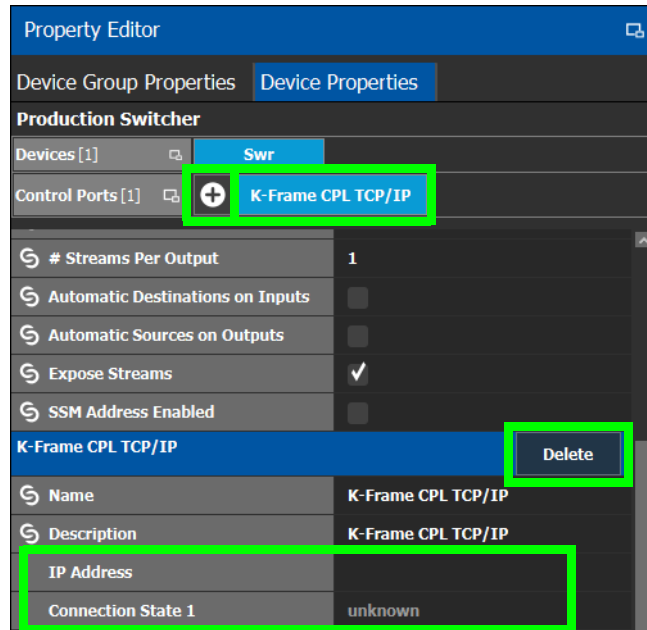 Property Editor
Device Group Properties Device Properties
Production Switcher
Devices [1] Swr
Control Ports [1] K-Frame CPL TCP/IP
# Streams Per Output 1
Automatic Destinations on Inputs
Automatic Sources on Outputs
Expose Streams
SSM Address Enabled
K-Frame CPL TCP/IP Delete
Name K-Frame CPL TCP/IP
Description K-Frame CPL TCP/IP
IP Address
Connection State 1 unknown